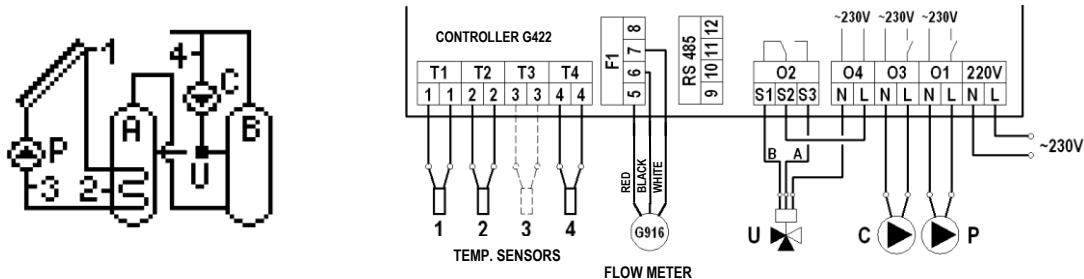 1
4
C
A
B
P
U
3
2
CONTROLLER G422
T1 T2 T3 T4
1 1 2 2 3 3 4 4
F1
5 6 7 8
RS 485
9 10 11 12
~230V ~230V ~230V
O2 O4 O3 O1 220V
S1 S2 S3 N L N L N L N L
~230V
B A
RED
BLACK
WHITE
G916
1 2 3 4
U C P
TEMP. SENSORS
FLOW METER